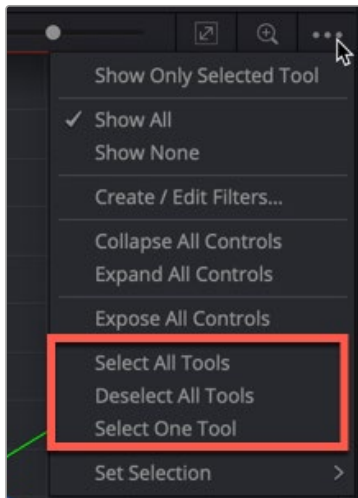 Show Only Selected Tool
Show All
Show None
Create / Edit Filters...
Collapse All Controls
Expand All Controls
Expose All Controls
Select All Tools
Deselect All Tools
Select One Tool
Set Selection